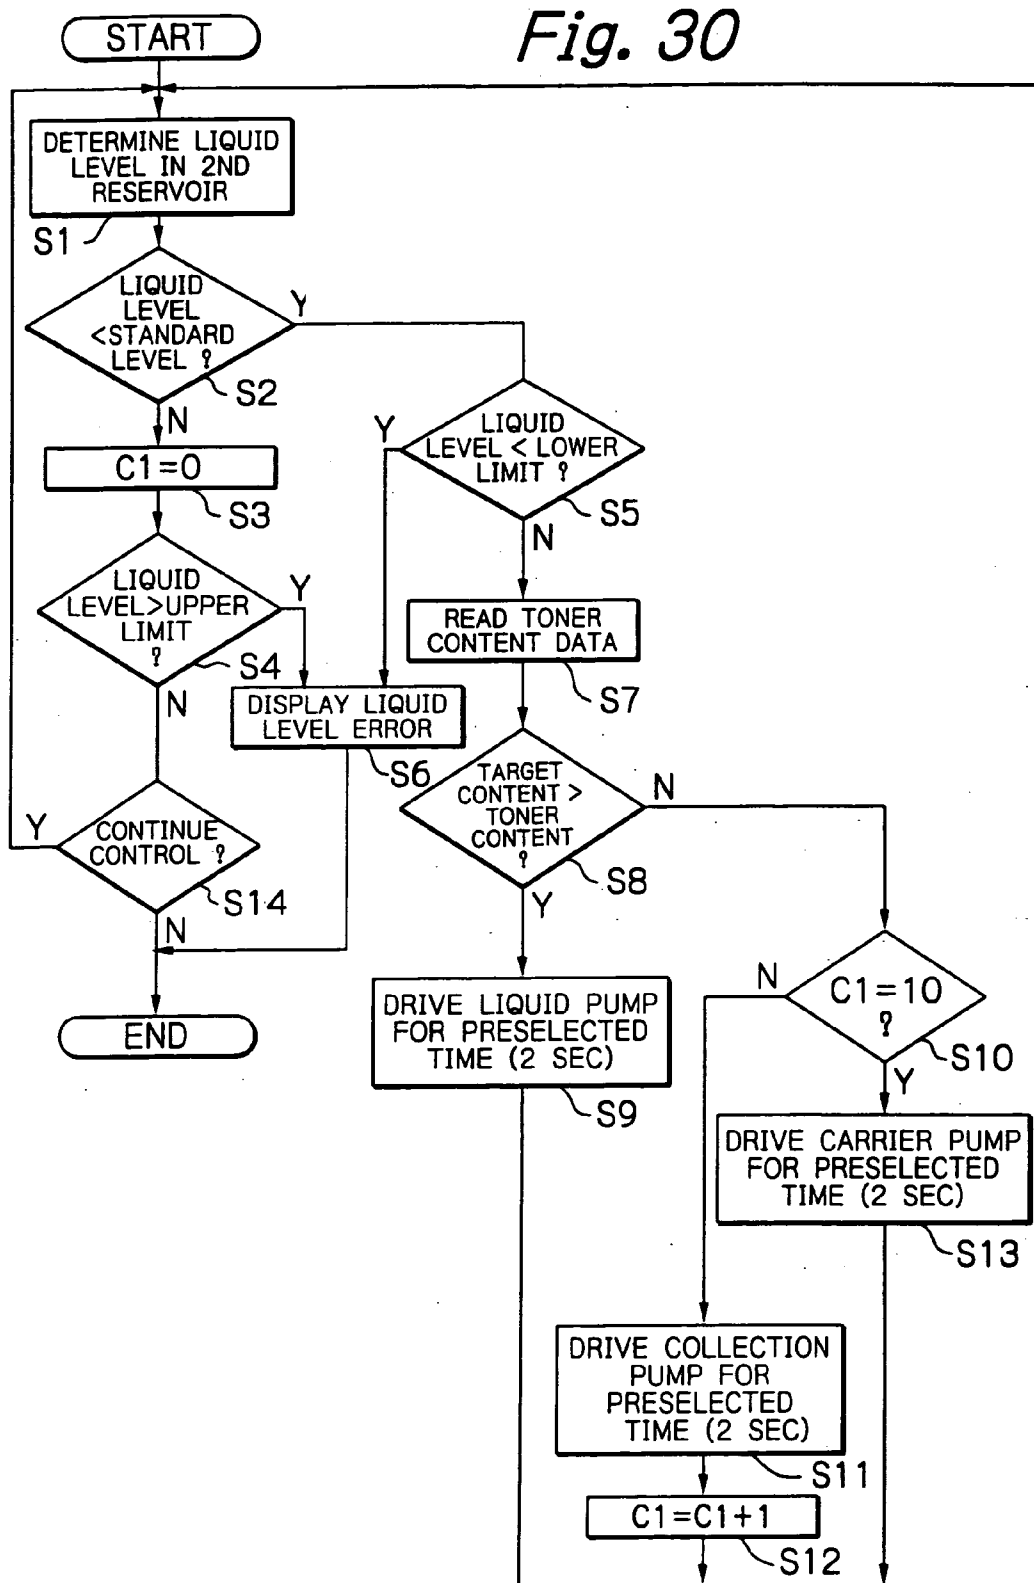 Fig. 30
START
DETERMINE LIQUID
LEVEL IN 2ND
RESERVOIR
S1
LIQUID
LEVEL
<STANDARD
LEVEL ?
Y
S2
N
C1=0
S3
LIQUID
LEVEL>UPPER
LIMIT
?
Y
S4
N
LIQUID
LEVEL < LOWER
LIMIT ?
Y
S5
N
DISPLAY LIQUID
LEVEL ERROR
S6
READ TONER
CONTENT DATA
S7
TARGET
CONTENT >
TONER
CONTENT
?
N
S8
Y
CONTINUE
CONTROL ?
Y
S14
N
END
DRIVE LIQUID PUMP
FOR PRESELECTED
TIME (2 SEC)
S9
C1=10
?
N
S10
Y
DRIVE CARRIER PUMP
FOR PRESELECTED
TIME (2 SEC)
S13
DRIVE COLLECTION
PUMP FOR
PRESELECTED
TIME (2 SEC)
S11
C1=C1+1
S12